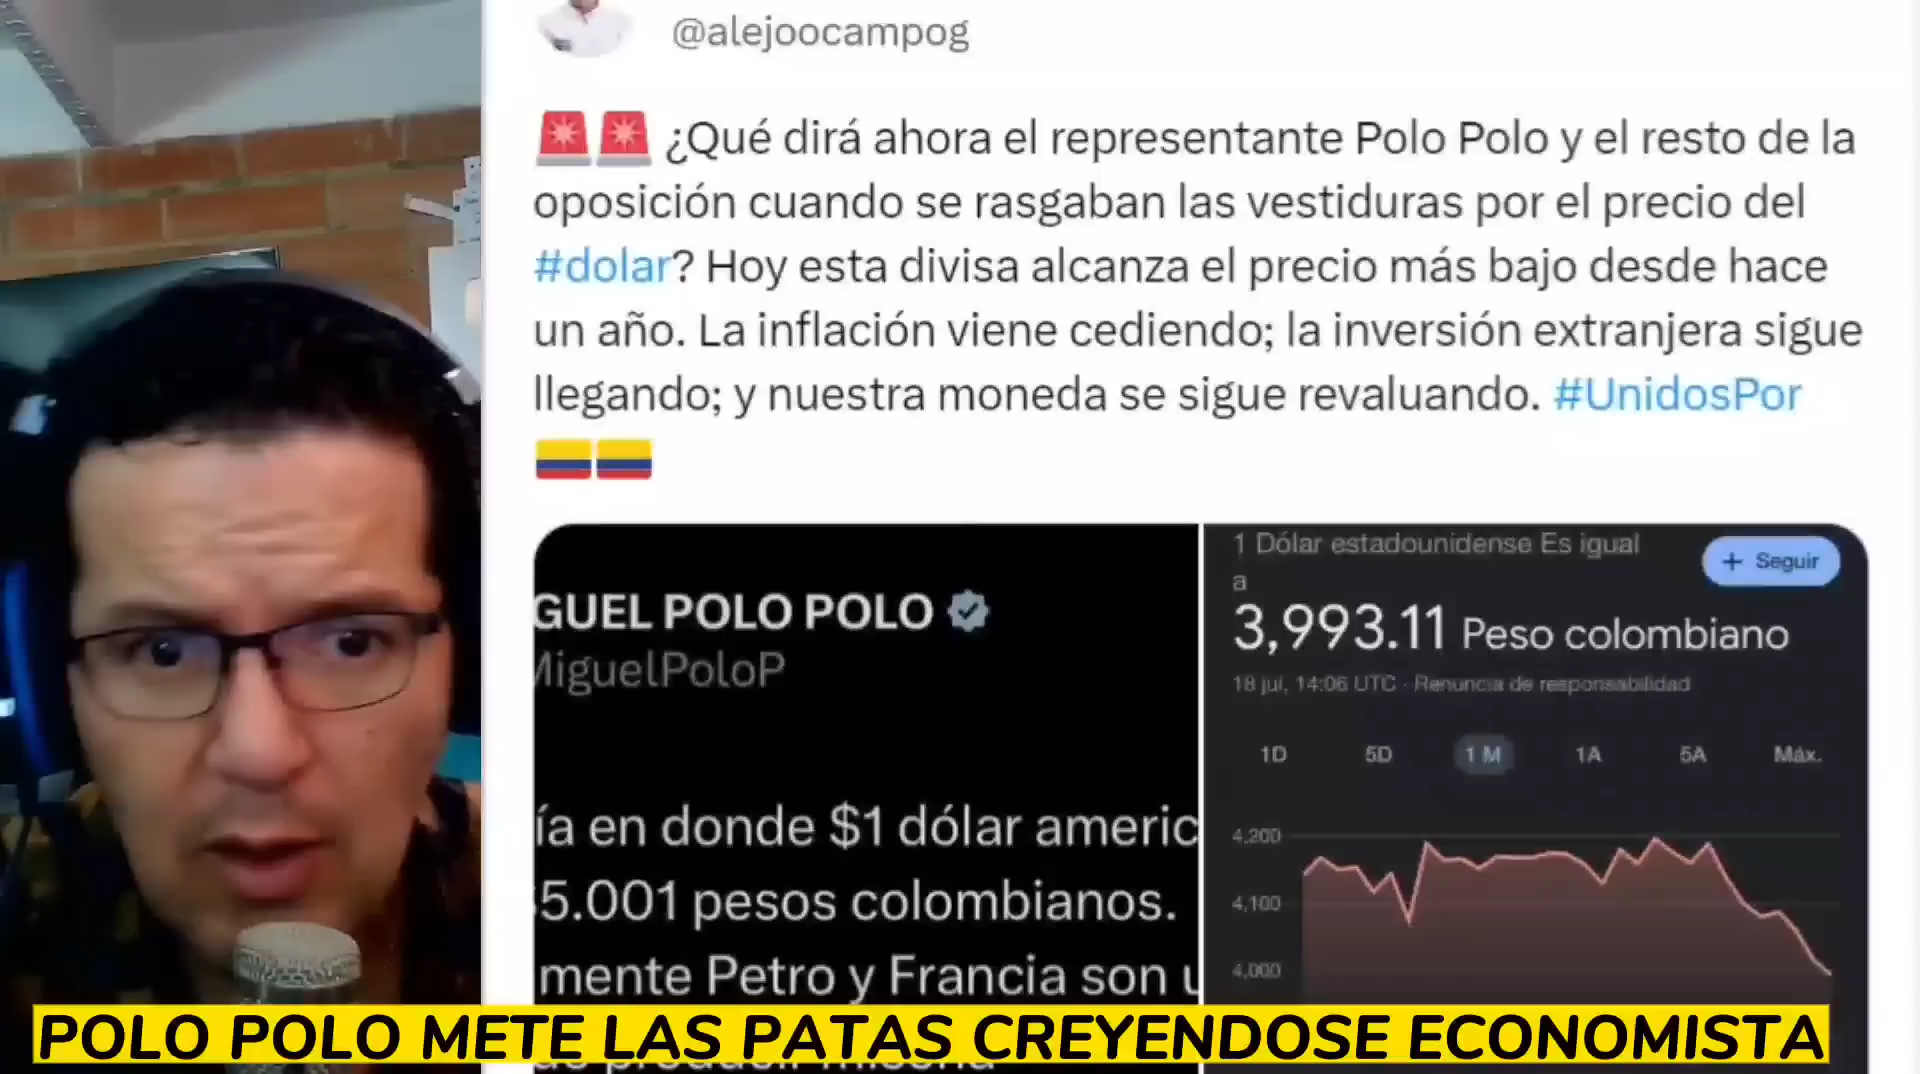 @alejoocampog
🚨🚨 ¿Qué dirá ahora el representante Polo Polo y el resto de la
oposición cuando se rasgaban las vestiduras por el precio del
#dolar? Hoy esta divisa alcanza el precio más bajo desde hace
un año. La inflación viene cediendo; la inversión extranjera sigue
llegando; y nuestra moneda se sigue revaluando. #UnidosPor
🇨🇴🇨🇴
GUEL POLO POLO
MiguelPoloP
ía en donde $1 dólar americ
5.001 pesos colombianos.
mente Petro y Francia son u
1 Dólar estadounidense Es igual
a
+ Seguir
3,993.11 Peso colombiano
18 jul, 14:06 UTC · Renuncia de responsabilidad
1D 5D 1 M 1A 5A Máx.
4,200
4,100
4,000
POLO POLO METE LAS PATAS CREYENDOSE ECONOMISTA